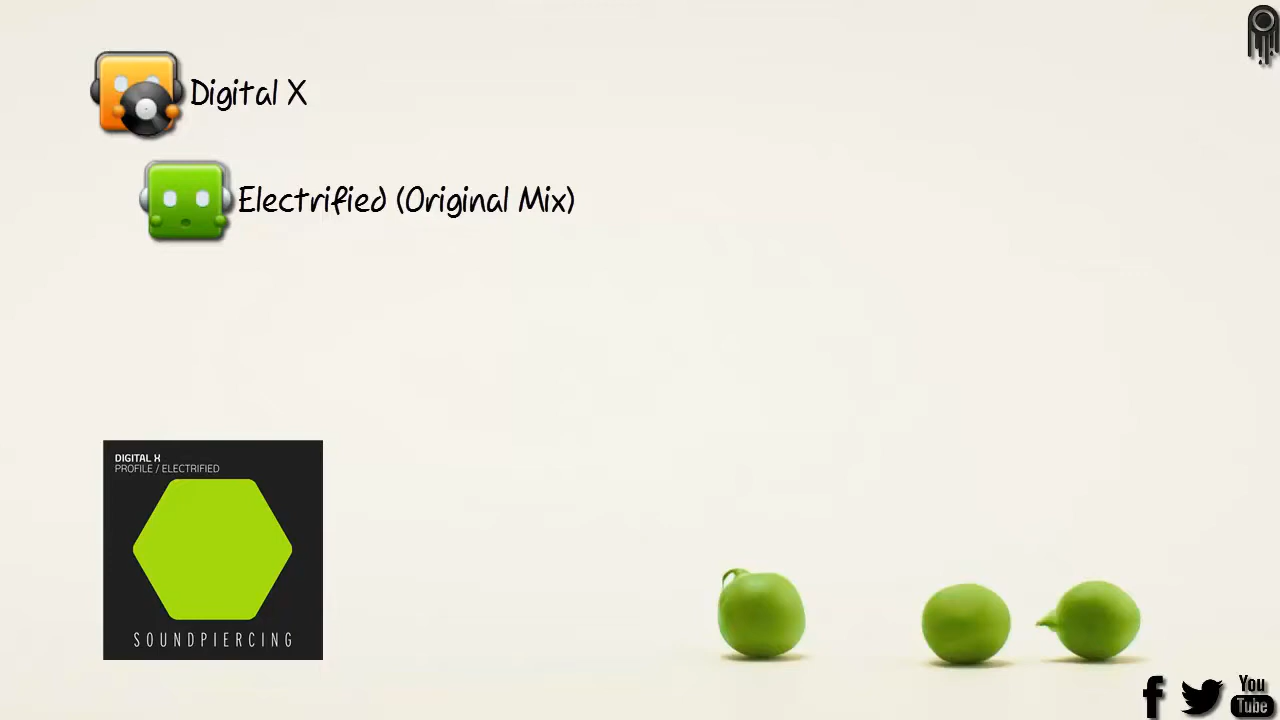 Digital X
Electrified (Original Mix)
DIGITAL X
PROFILE / ELECTRIFIED
SOUNDPIERCING
You
Tube